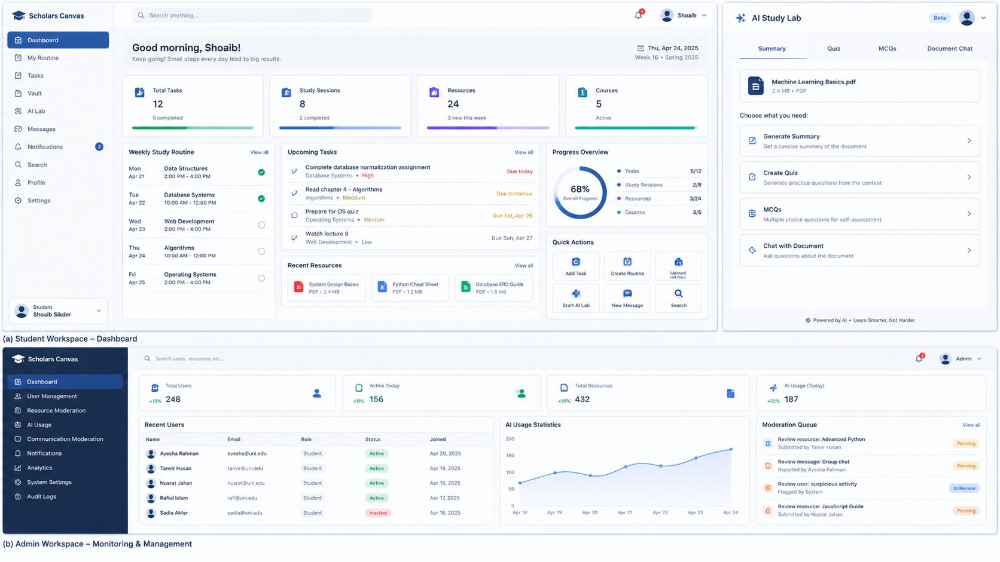 Scholars Canvas
Dashboard
My Routine
Tasks
Vault
AI Lab
Messages
Notifications 3
Search
Profile
Settings
Student
Shoaib Sikder
Search anything...
Shoaib
Good morning, Shoaib!
Keep going! Small steps every day lead to big results.
Thu, Apr 24, 2025
Week 16 • Spring 2025
Total Tasks
12
5 completed
Study Sessions
8
2 completed
Resources
24
3 new this week
Courses
5
Active
Weekly Study Routine View all
Mon Data Structures
Apr 21 2:00 PM - 4:00 PM
Tue Database Systems
Apr 22 10:00 AM - 12:00 PM
Wed Web Development
Apr 23 2:00 PM - 4:00 PM
Thu Algorithms
Apr 24 10:00 AM - 12:00 PM
Fri Operating Systems
Apr 25 2:00 PM - 4:00 PM
Upcoming Tasks View all
Complete database normalization assignment
Database Systems • High Due today
Read chapter 4 - Algorithms
Algortihms • Meddum Due tomorrow
Prepare for OS quiz
Operating Systems • Meidum Due Sat, Apr 26
Watch lecture 8
Web Development • Low Due Sun, Apr 27
Recent Resources View all
System Design Basics
PDF • 2.4 MB
Python Cheat Sheet
PDF • 1.2 MB
Database ERD Guide
PDF • 1.8 MB
Progress Overview
68%
Overall Progress
Tasks 5/12
Study Sessions 2/8
Resources 3/24
Courses 3/5
Quick Actions
Add Task
Create Routine
Start AI Lab
New Message
Search
AI Study Lab
Beta
Summary Quiz MCQs Document Chat
Machine Learning Basics.pdf
2.4 MB • PDF
Choose what you need:
Generate Summary
Get a concise summary of the document
Create Quiz
Generate practice questions from the content
MCQs
Multiple choice questions for self-assessment
Chat with Document
Ask questions about the document
Powered by AI • Learn Smarter, Not Harder
(a) Student Workspace – Dashboard
Scholars Canvas
Dashboard
User Management
Resource Moderation
AI Usage
Communication Moderation
Notifications
Analytics
System Settings
Audit Logs
Search users, resources, etc...
Admin
Total Users
+12% 248
Active Today
156
Total Resources
+18% 432
AI Usage (Today)
+22% 187
Recent Users
Name Email Role Status Joined
Ayesha Rahman ayesha@uni.edu Student Active Apr 20, 2025
Tanvir Hasan tanvir@uni.edu Student Active Apr 19, 2025
Nusrat Jahan nusrat@uni.edu Student Active Apr 18, 2025
Rafiul Islam rafi@uni.edu Student Active Apr 17, 2025
Sadia Akter sadia@uni.edu Student Inactive Apr 16, 2025
AI Usage Statistics
200
150
100
50
0
Apr 18 Apr 19 Apr 20 Apr 21 Apr 22 Apr 23 Apr 24
Moderation Queue View all
Review resource: Advanced Python
Submitted by Tanvir Hasan Pending
Review message: Group chat
Reported by Ayesha Rahman Pending
Review user: suspicious activity
Flagged by System In Review
Review resource: JavaScript Guide
Submitted by Nusrat Jahan Pending
(b) Admin Workspace – Monitoring & Management